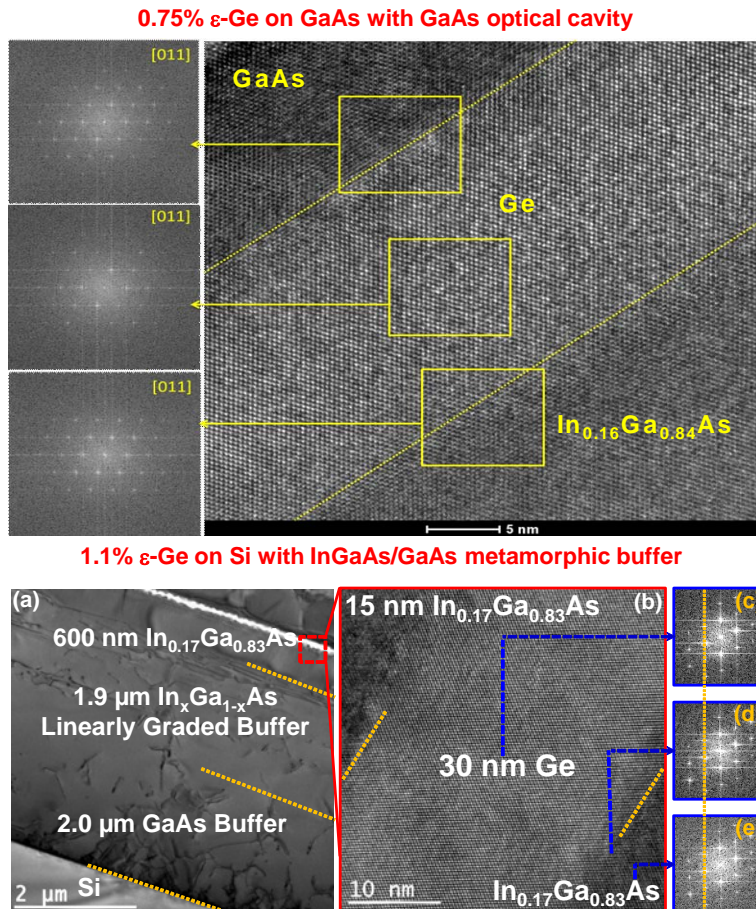 0.75% ε-Ge on GaAs with GaAs optical cavity
[011]
GaAs
Ge
[011]
[011]
In0.16Ga0.84As
5 nm
1.1% ε-Ge on Si with InGaAs/GaAs metamorphic buffer
(a)
600 nm In0.17Ga0.83As
1.9 µm InxGa1-xAs
Linearly Graded Buffer
2.0 µm GaAs Buffer
Si
2 µm
15 nm In0.17Ga0.83As
(b)
30 nm Ge
In0.17Ga0.83As
10 nm
(c
(d
(e